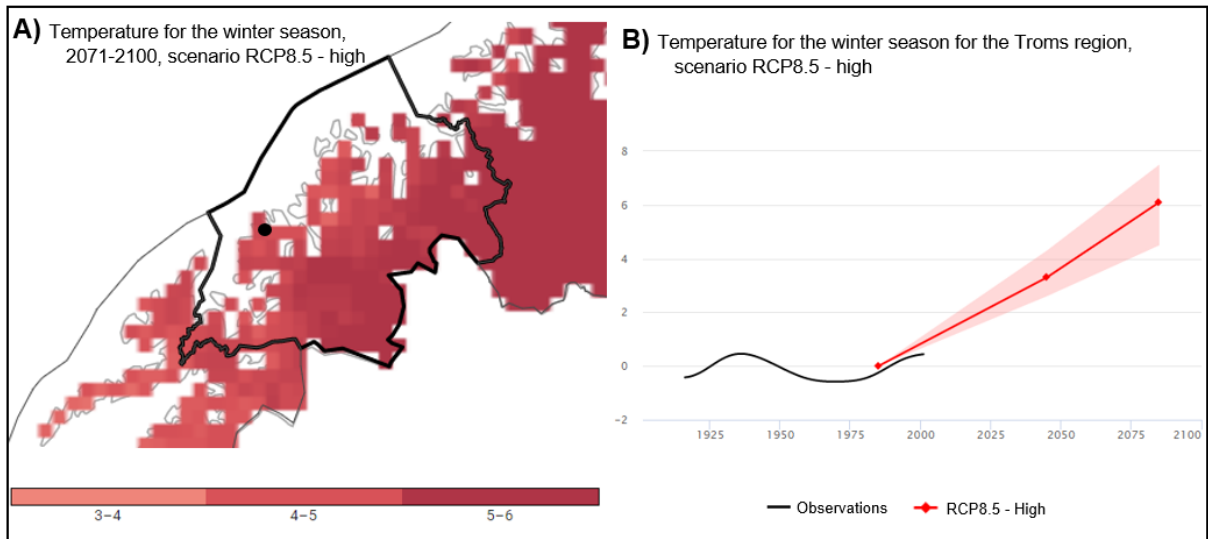 A) Temperature for the winter season,
2071-2100, scenario RCP8.5 - high
3-4
4-5
5-6
B) Temperature for the winter season for the Troms region,
scenario RCP8.5 - high
8
6
4
2
0
-2
1925 1950 1975 2000 2025 2050 2075 2100
Observations RCP8.5 - High